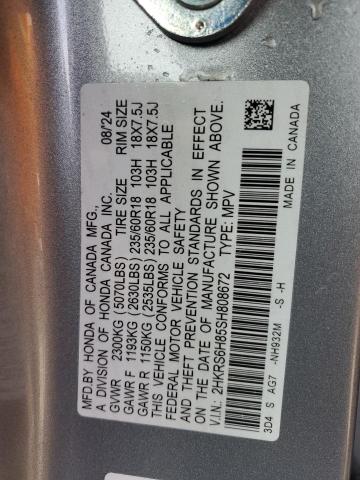 MFD.BY HONDA OF CANADA MFG.,
A DIVISION OF HONDA CANADA INC. 08/24
GVWR 2300KG (5070LBS) TIRE SIZE RIM SIZE
GAWR F 1193KG (2630LBS) 235/60R18 103H 18X7.5J
GAWR R 1150KG (2535LBS) 235/60R18 103H 18X7.5J
THIS VEHICLE CONFORMS TO ALL APPLICABLE
FEDERAL MOTOR VEHICLE SAFETY
AND THEFT PREVENTION STANDARDS IN EFFECT
ON THE DATE OF MANUFACTURE SHOWN ABOVE.
V.I.N.: 2HKRS6H85SH808672 TYPE: MPV
3D4 S AG7 -NH932M -S -H
MADE IN CANADA